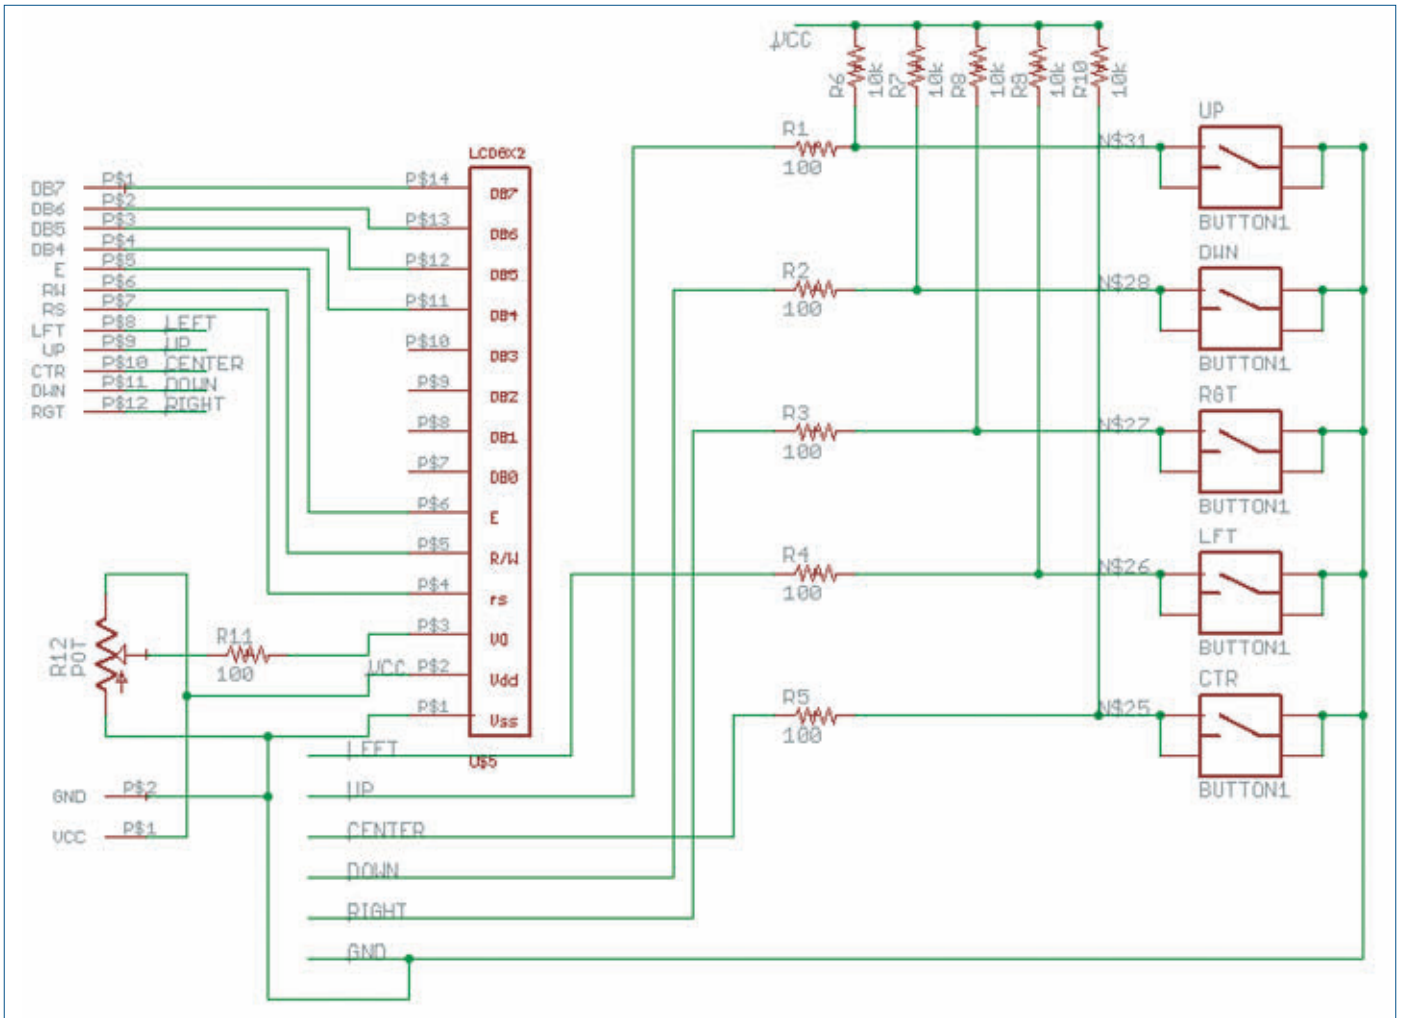 VCC
R6 10k R7 10k R8 10k R8 10k R10 10k
UP
R1
100
N$31
BUTTON1
LCD6X2
DB7 P$1
DB6 P$2
DB5 P$3
DB4 P$4
E P$5
RW P$6
RS P$7
LFT P$8 LEFT
UP P$9 UP
CTR P$10 CENTER
DWN P$11 DOWN
RGT P$12 RIGHT
P$14 DB7
P$13 DB6
P$12 DB5
P$11 DB4
P$10 DB3
P$9 DB2
P$8 DB1
P$7 DB0
P$6 E
P$5 R/W
P$4 rs
P$3 VO
VCC P$2 Vdd
P$1 Vss
U$5
DWN
R2
100
N$28
BUTTON1
RGT
R3
100
N$27
BUTTON1
LFT
R4
100
N$26
BUTTON1
CTR
R5
100
N$25
BUTTON1
R12
POT
R11
100
GND P$2
VCC P$1
LEFT
UP
CENTER
DOWN
RIGHT
GND